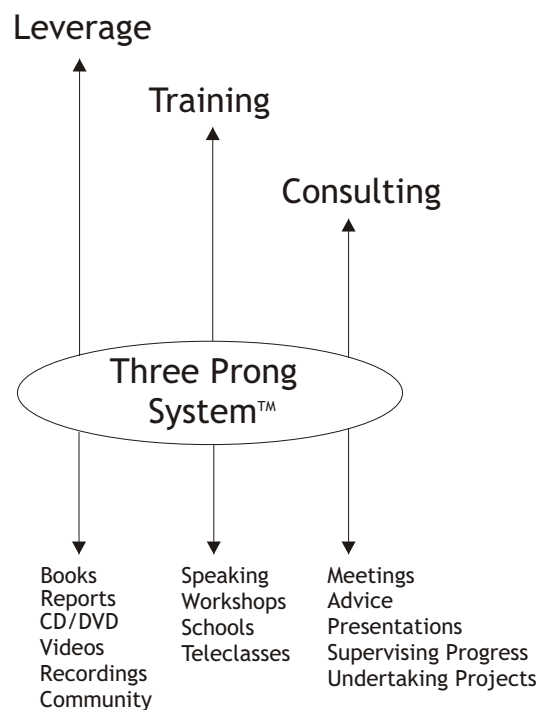 Leverage
Training
Consulting
Three Prong
System™
Books
Reports
CD/DVD
Videos
Recordings
Community
Speaking
Workshops
Schools
Teleclasses
Meetings
Advice
Presentations
Supervising Progress
Undertaking Projects